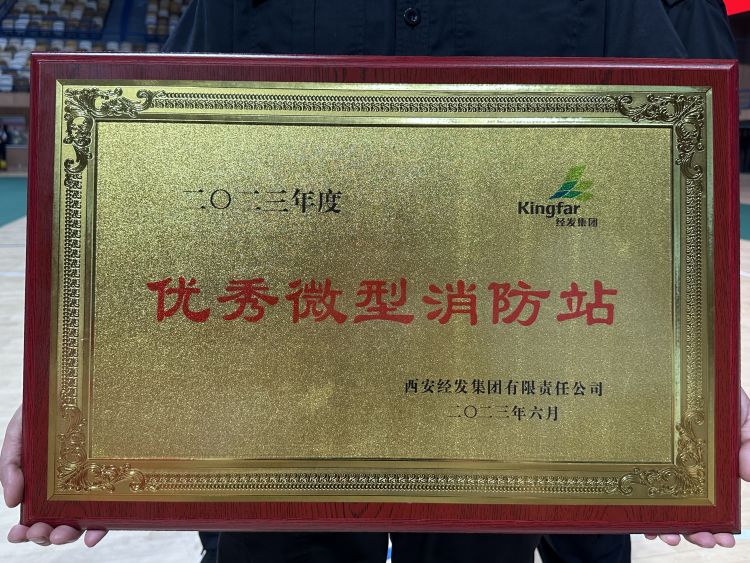 二〇二三年度
Kingfar
经发集团
优秀微型消防站
西安经发集团有限责任公司
二〇二三年六月